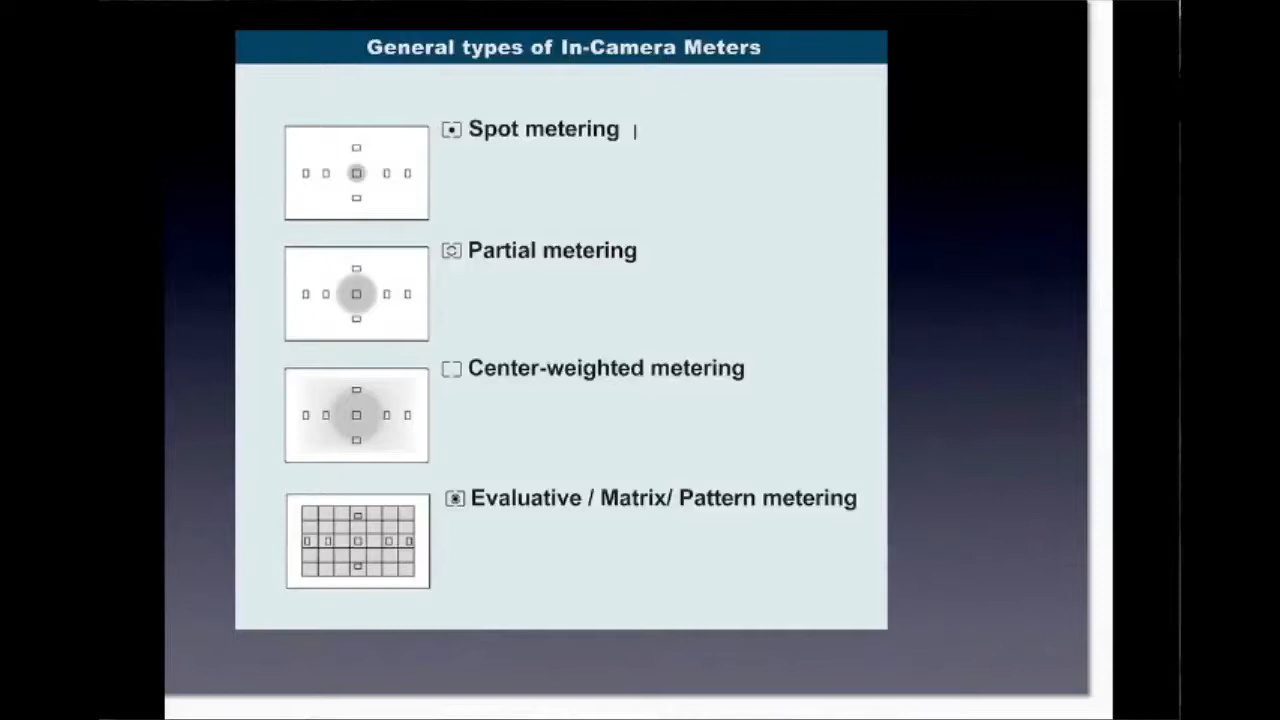 General types of In-Camera Meters
Spot metering
Partial metering
Center-weighted metering
Evaluative / Matrix/ Pattern metering